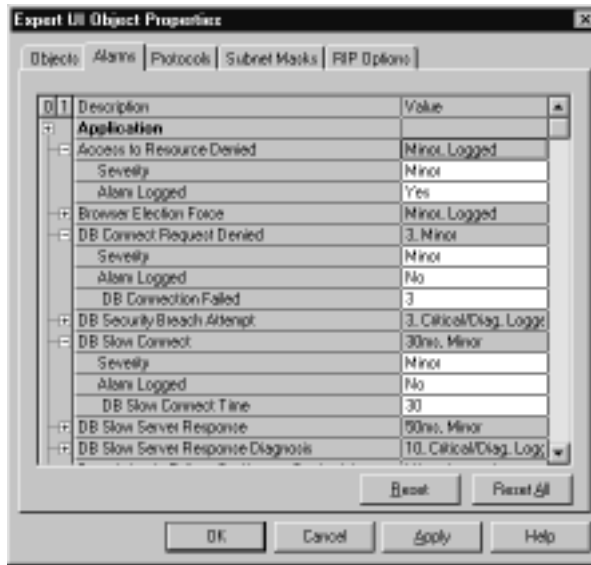 Expert UI Object Properties
Objects Alarms Protocols Subnet Masks RIP Options
0 1 Description Value
Application
Access to Resource Denied Minor, Logged
Severity Minor
Alarm Logged Yes
Browser Election Force Minor, Logged
DB Connect Request Denied 3, Minor
Severity Minor
Alarm Logged No
DB Connection Failed 3
DB Security Breach Attempt 3, Critical/Diag, Logge
DB Slow Connect 30ms, Minor
Severity Minor
Alarm Logged No
DB Slow Connect Time 30
DB Slow Server Response 50ms, Minor
DB Slow Server Response Diagnosis 10, Critical/Diag, Logg
Reset Reset All
OK Cancel Apply Help